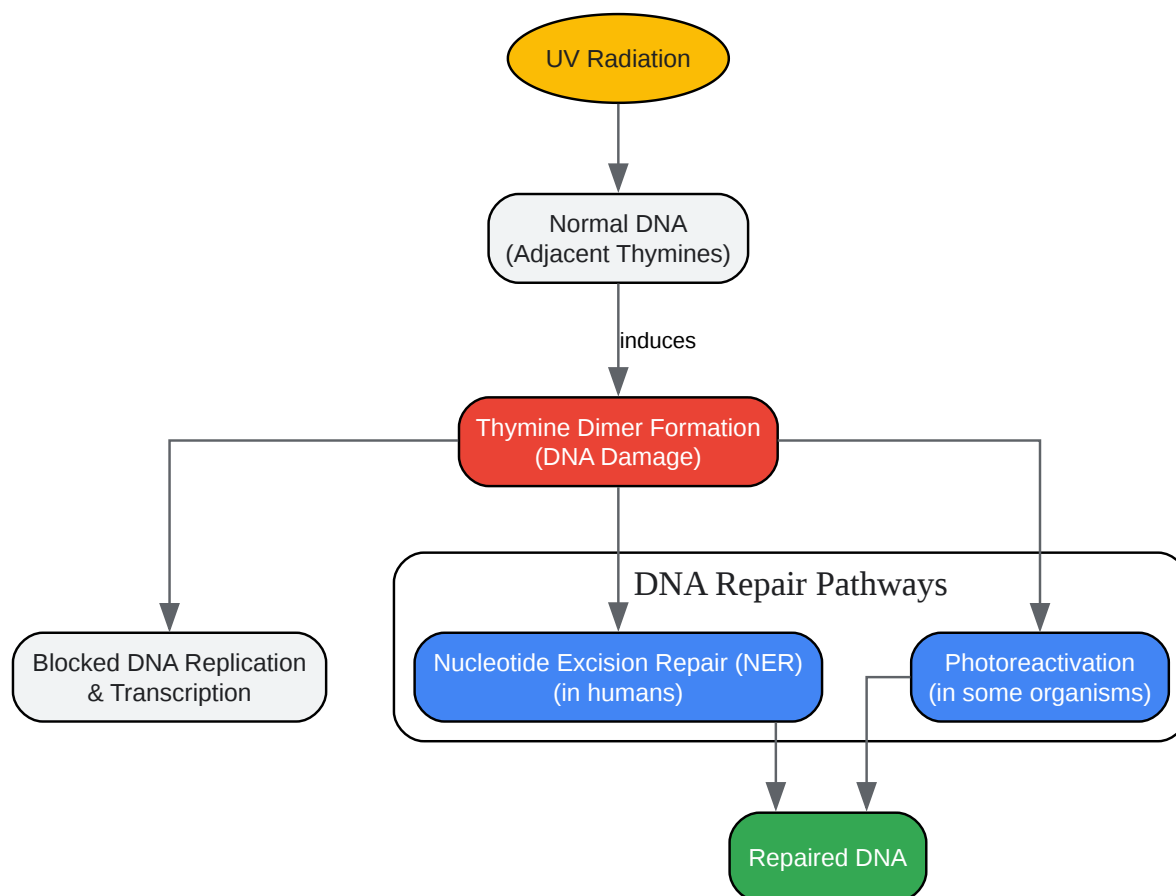 UV Radiation
Normal DNA
(Adjacent Thymines)
induces
Thymine Dimer Formation
(DNA Damage)
DNA Repair Pathways
Blocked DNA Replication
& Transcription
Nucleotide Excision Repair (NER)
(in humans)
Photoreactivation
(in some organisms)
Repaired DNA